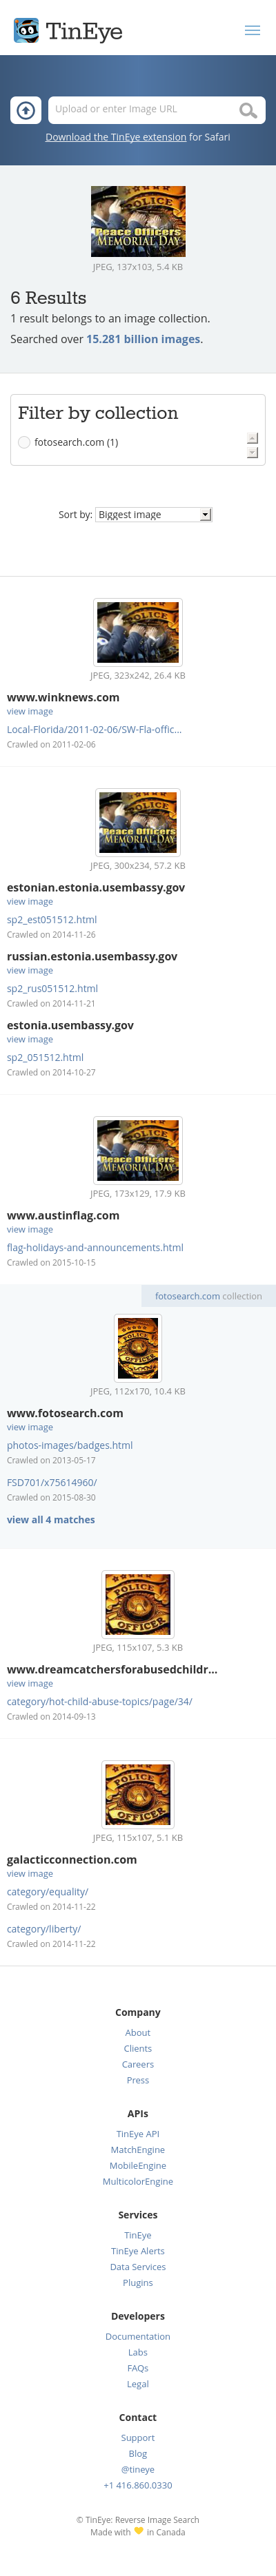 TinEye
Upload or enter Image URL
Download the TinEye extension for Safari
Peace Officers
MEMORIAL DAY
JPEG, 137x103, 5.4 KB
6 Results
1 result belongs to an image collection.
Searched over 15.281 billion images.
Filter by collection
fotosearch.com (1)
Sort by: Biggest image
JPEG, 323x242, 26.4 KB
www.winknews.com
view image
Local-Florida/2011-02-06/SW-Fla-offic...
Crawled on 2011-02-06
Peace Officers
MEMORIAL DAY
JPEG, 300x234, 57.2 KB
estonian.estonia.usembassy.gov
view image
sp2_est051512.html
Crawled on 2014-11-26
russian.estonia.usembassy.gov
view image
sp2_rus051512.html
Crawled on 2014-11-21
estonia.usembassy.gov
view image
sp2_051512.html
Crawled on 2014-10-27
Peace Officers
MEMORIAL DAY
JPEG, 173x129, 17.9 KB
www.austinflag.com
view image
flag-holidays-and-announcements.html
Crawled on 2015-10-15
fotosearch.com collection
POLICE
OFFICER
JPEG, 112x170, 10.4 KB
www.fotosearch.com
view image
photos-images/badges.html
Crawled on 2013-05-17
FSD701/x75614960/
Crawled on 2015-08-30
view all 4 matches
POLICE
OFFICER
JPEG, 115x107, 5.3 KB
www.dreamcatchersforabusedchildr...
view image
category/hot-child-abuse-topics/page/34/
Crawled on 2014-09-13
POLICE
OFFICER
JPEG, 115x107, 5.1 KB
galacticconnection.com
view image
category/equality/
Crawled on 2014-11-22
category/liberty/
Crawled on 2014-11-22
Company
About
Clients
Careers
Press
APIs
TinEye API
MatchEngine
MobileEngine
MulticolorEngine
Services
TinEye
TinEye Alerts
Data Services
Plugins
Developers
Documentation
Labs
FAQs
Legal
Contact
Support
Blog
@tineye
+1 416.860.0330
© TinEye: Reverse Image Search
Made with 💛 in Canada